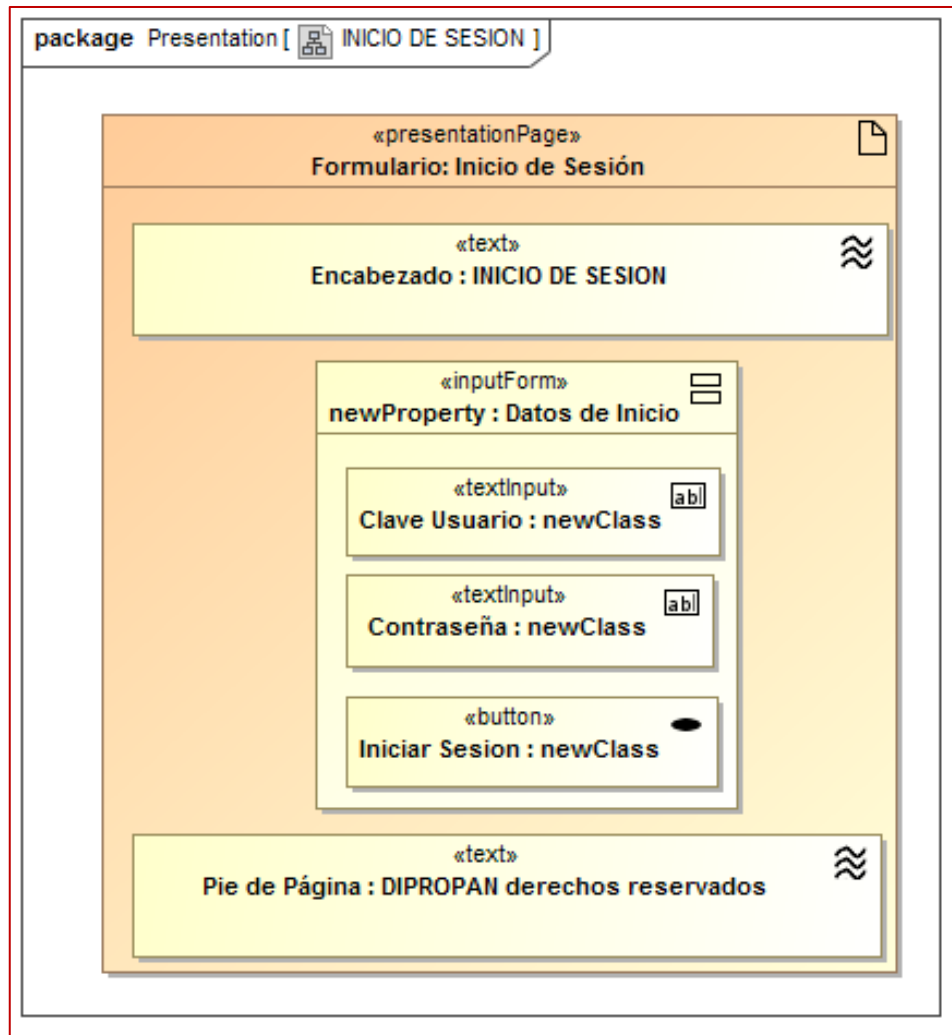 package Presentation [ INICIO DE SESION ]
«presentationPage»
Formulario: Inicio de Sesión
«text»
Encabezado : INICIO DE SESION
«inputForm»
newProperty : Datos de Inicio
«textInput»
Clave Usuario : newClass
abl
«textInput»
Contraseña : newClass
abl
«button»
Iniciar Sesion : newClass
«text»
Pie de Página : DIPROPAN derechos reservados